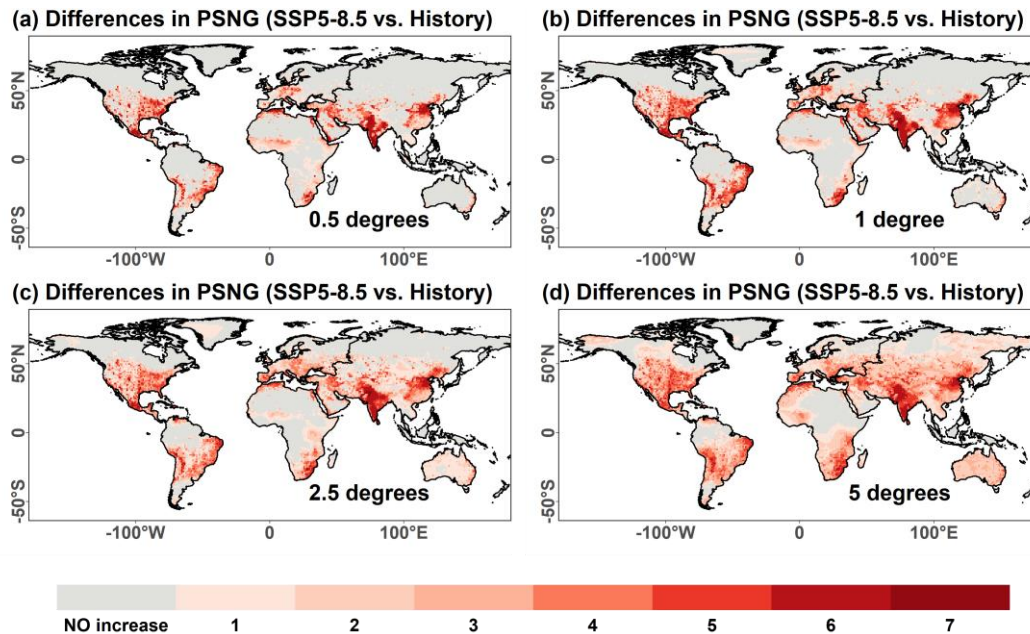 (a) Differences in PSNG (SSP5-8.5 vs. History)
50°N
0
-50°S
0.5 degrees
-100°W 0 100°E
(b) Differences in PSNG (SSP5-8.5 vs. History)
50°N
0
-50°S
1 degree
-100°W 0 100°E
(c) Differences in PSNG (SSP5-8.5 vs. History)
50°N
0
-50°S
2.5 degrees
-100°W 0 100°E
(d) Differences in PSNG (SSP5-8.5 vs. History)
50°N
0
-50°S
5 degrees
-100°W 0 100°E
NO increase 1 2 3 4 5 6 7